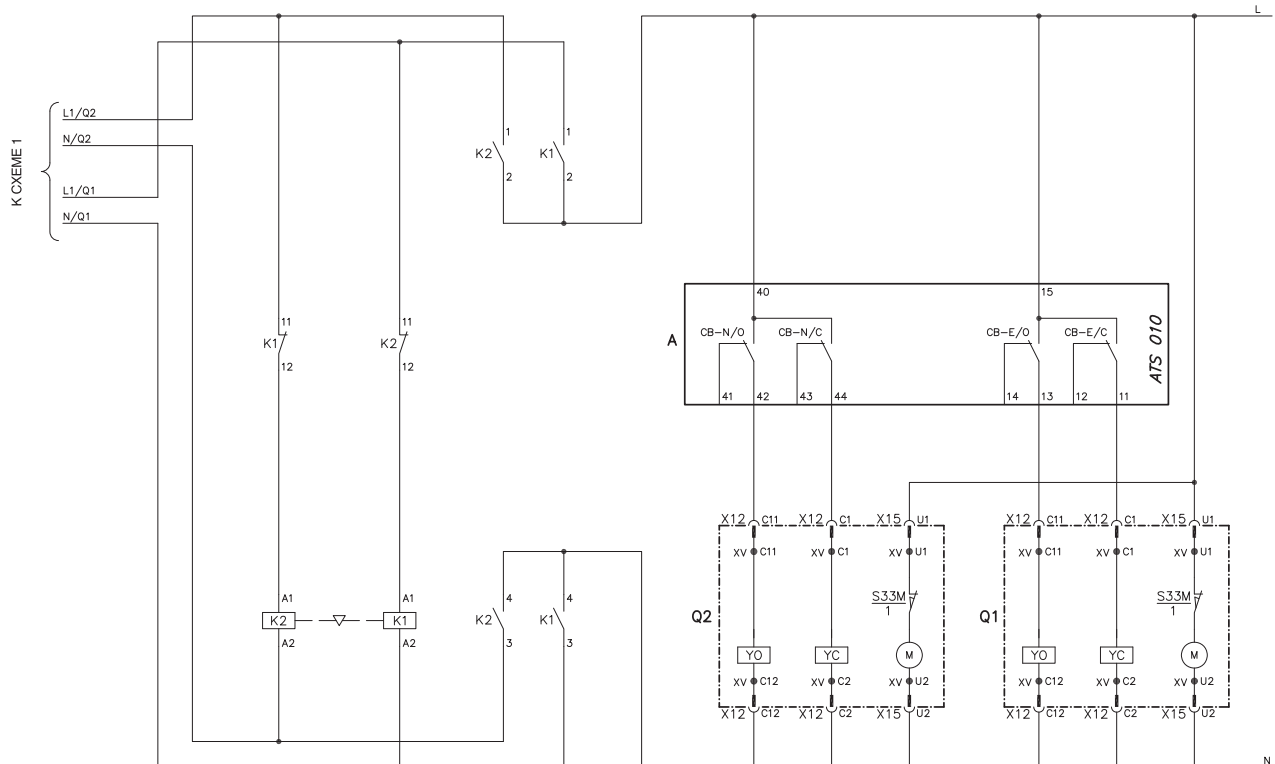 L
К СХЕМЕ 1
L1/Q2
N/Q2
L1/Q1
N/Q1
1 1
K2 K1
2 2
40 15
11 11
K1 K2
12 12
A
CB-N/O CB-N/C CB-E/O CB-E/C
ATS 010
41 42 43 44 14 13 12 11
X12 C11 X12 C1 X15 U1 X12 C11 X12 C1 X15 U1
XV C11 XV C1 XV U1 XV C11 XV C1 XV U1
A1 A1
K2 K1
A2 A2
4 4
K2 K1
3 3
Q2
S33M
1
Q1
S33M
1
YO YC M YO YC M
XV C12 XV C2 XV U2 XV C12 XV C2 XV U2
X12 C12 X12 C2 X15 U2 X12 C12 X12 C2 X15 U2
N